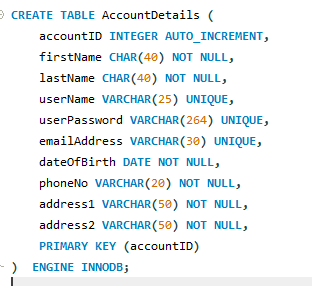 CREATE TABLE AccountDetails (
accountID INTEGER AUTO_INCREMENT,
firstName CHAR(40) NOT NULL,
lastName CHAR(40) NOT NULL,
userName VARCHAR(25) UNIQUE,
userPassword VARCHAR(264) UNIQUE,
emailAddress VARCHAR(30) UNIQUE,
dateOfBirth DATE NOT NULL,
phoneNo VARCHAR(20) NOT NULL,
address1 VARCHAR(50) NOT NULL,
address2 VARCHAR(50) NOT NULL,
PRIMARY KEY (accountID)
) ENGINE INNODB;